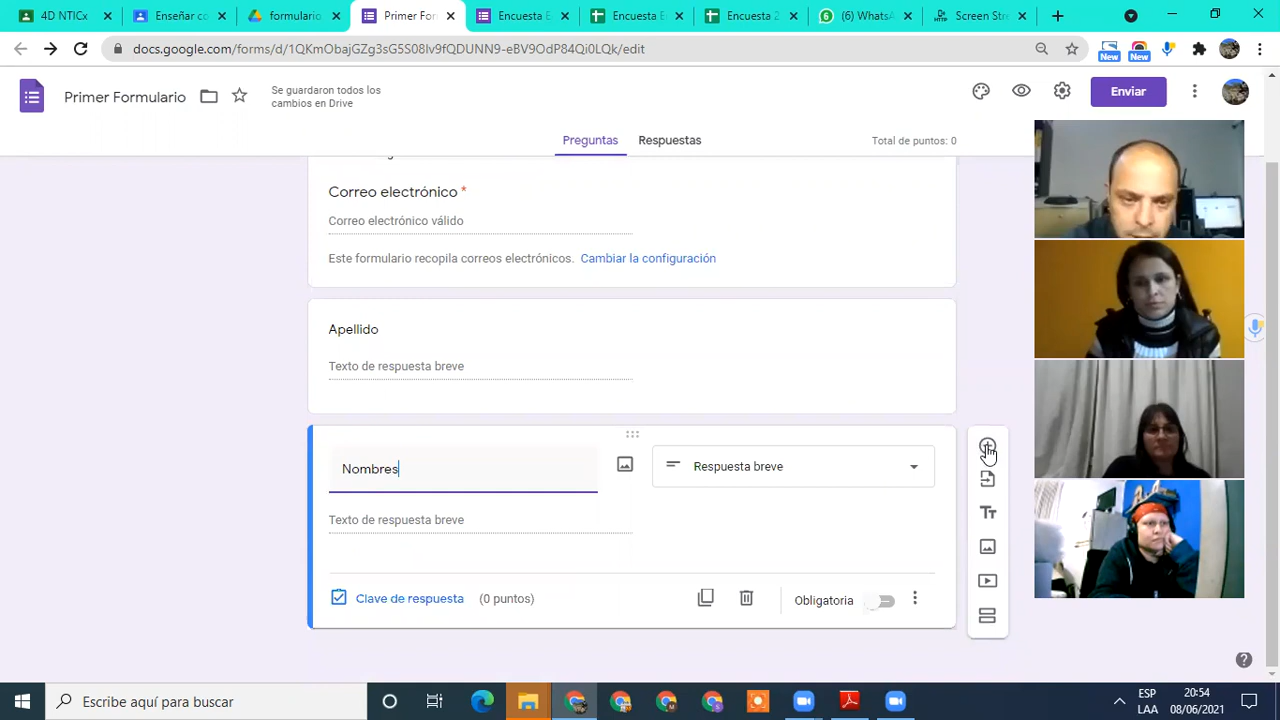 4D NTICx
Enseñar co
formulario
Primer For
Encuesta E
Encuesta E
Encuesta 2
(6) WhatsA
Screen Stre
docs.google.com/forms/d/
/edit
New
New
Primer Formulario
Se guardaron todos los
cambios en Drive
Enviar
Preguntas
Respuestas
Total de puntos: 0
Correo electrónico *
Correo electrónico válido
Este formulario recopila correos electrónicos. Cambiar la configuración
Apellido
Texto de respuesta breve
Nombres
Respuesta breve
Texto de respuesta breve
Clave de respuesta (0 puntos)
Obligatoria
Escribe aquí para buscar
ESP
LAA
20:54
08/06/2021